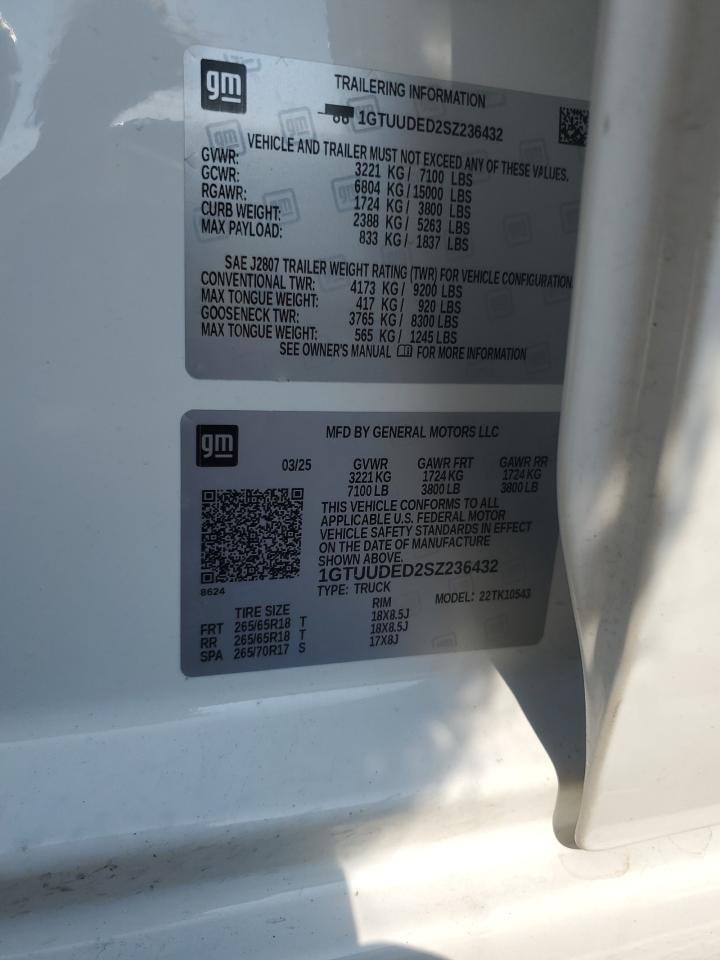 gm
TRAILERING INFORMATION
86 1GTUUDED2SZ236432
VEHICLE AND TRAILER MUST NOT EXCEED ANY OF THESE VALUES.
GVWR: 3221 KG/ 7100 LBS
GCWR: 6804 KG/ 15000 LBS
RGAWR: 1724 KG/ 3800 LBS
CURB WEIGHT: 2388 KG/ 5263 LBS
MAX PAYLOAD: 833 KG/ 1837 LBS
SAE J2807 TRAILER WEIGHT RATING (TWR) FOR VEHICLE CONFIGURATION.
CONVENTIONAL TWR: 4173 KG/ 9200 LBS
MAX TONGUE WEIGHT: 417 KG/ 920 LBS
GOOSENECK TWR: 3765 KG/ 8300 LBS
MAX TONGUE WEIGHT: 565 KG/ 1245 LBS
SEE OWNER'S MANUAL FOR MORE INFORMATION
gm
MFD BY GENERAL MOTORS LLC
03/25 GVWR GAWR FRT GAWR RR
3221 KG 1724 KG 1724 KG
7100 LB 3800 LB 3800 LB
THIS VEHICLE CONFORMS TO ALL
APPLICABLE U.S. FEDERAL MOTOR
VEHICLE SAFETY STANDARDS IN EFFECT
ON THE DATE OF MANUFACTURE
SHOWN ABOVE.
1GTUUDED2SZ236432
8624 TYPE: TRUCK MODEL: 22TK10543
TIRE SIZE RIM
FRT 265/65R18 T 18X8.5J
RR 265/65R18 T 18X8.5J
SPA 265/70R17 S 17X8J